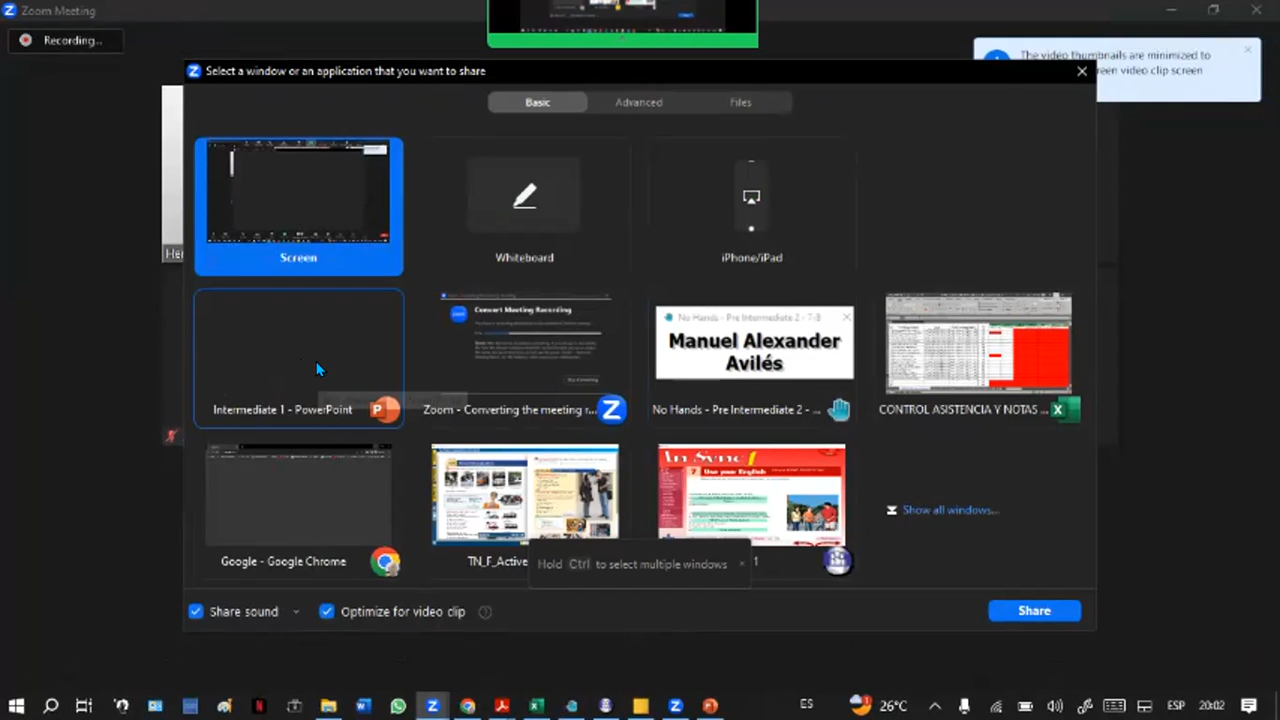 Zoom Meeting
Recording...
The video thumbnails are minimized to
reen video clip screen
Select a window or an application that you want to share
Basic
Advanced
Files
Screen
Whiteboard
iPhone/iPad
Her
Convert Meeting Recording
No Hands - Pre Intermediate 2 - 7-8
Manuel Alexander
Avilés
Intermediate 1 - PowerPoint
Zoom - Converting the meeting r...
No Hands - Pre Intermediate 2 - ...
CONTROL ASISTENCIA Y NOTAS ...
In Sync 1
7 Use your English
Show all windows...
Google - Google Chrome
TN_F_Active
1
Hold Ctrl to select multiple windows
Share sound
Optimize for video clip
Share
ES
26°C
ESP
20:02